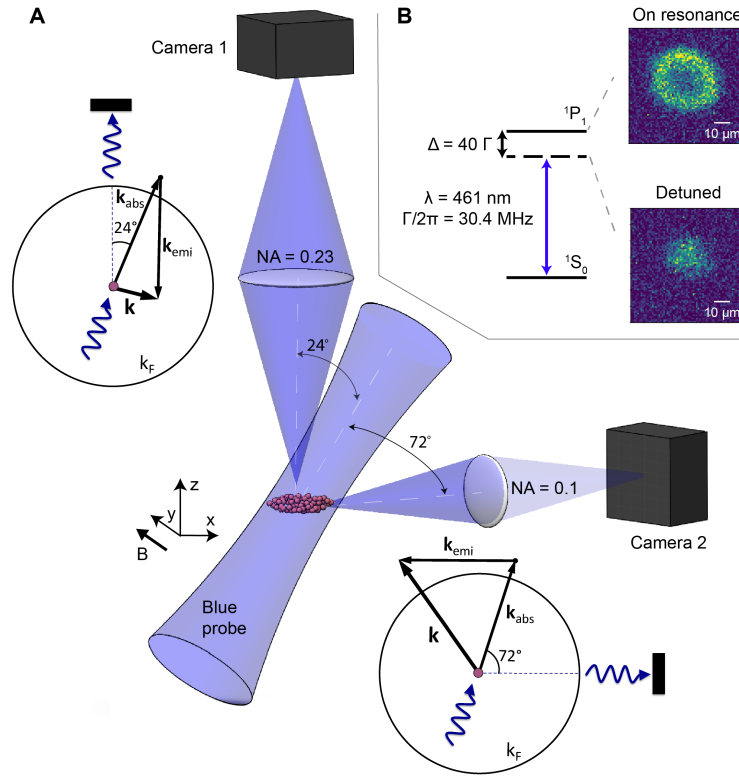 A
Camera 1
k_abs
24°
k_emi
k
k_F
NA = 0.23
24°
72°
NA = 0.1
Camera 2
z
y
x
B
Blue
probe
k_emi
k_abs
k
72°
k_F
B
On resonance
¹P₁
Δ = 40 Γ
10 μm
λ = 461 nm
Γ/2π = 30.4 MHz
Detuned
¹S₀
10 μm